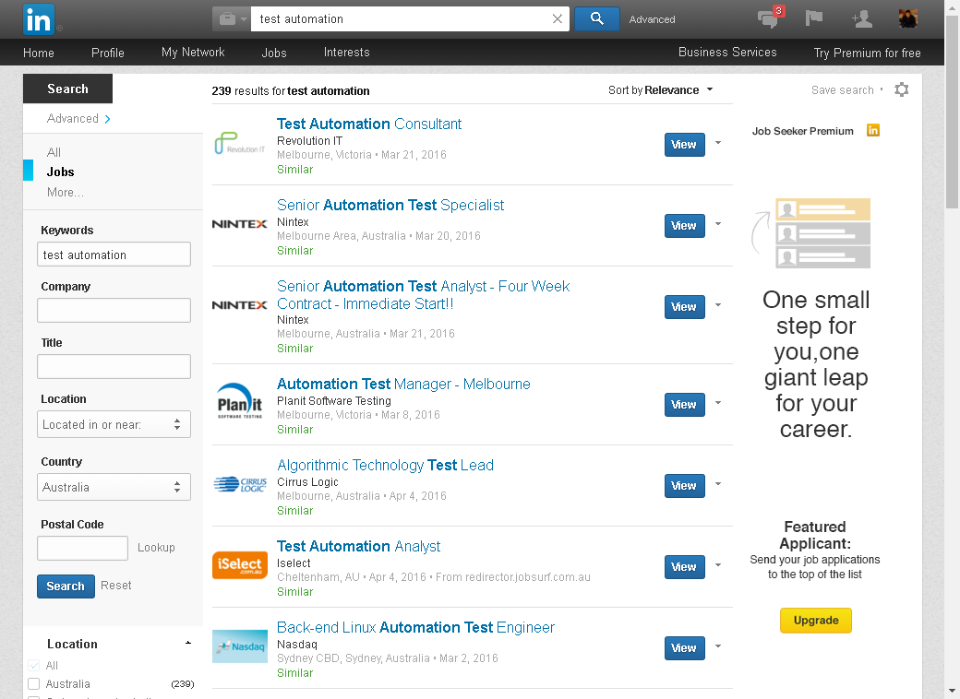 in
test automation
Advanced
3
Home Profile My Network Jobs Interests
Business Services Try Premium for free
Search
Advanced
All
Jobs
More...
Keywords
test automation
Company
Title
Location
Located in or near:
Country
Australia
Postal Code
Lookup
Search Reset
Location
All
Australia (239)
239 results for test automation
Sort by Relevance
Revolution IT
Test Automation Consultant
Revolution IT
Melbourne, Victoria • Mar 21, 2016
Similar
View
NINTEX
Senior Automation Test Specialist
Nintex
Melbourne Area, Australia • Mar 20, 2016
Similar
View
NINTEX
Senior Automation Test Analyst - Four Week
Contract - Immediate Start!!
Nintex
Melbourne, Australia • Mar 21, 2016
Similar
View
Planit
SOFTWARE TESTING
Automation Test Manager - Melbourne
Planit Software Testing
Melbourne, Victoria • Mar 8, 2016
Similar
View
CIRRUS
LOGIC
Algorithmic Technology Test Lead
Cirrus Logic
Melbourne, Australia • Apr 4, 2016
Similar
View
iSelect
.com.au
Test Automation Analyst
Iselect
Cheltenham, AU • Apr 4, 2016 • From redirector.jobsurf.com.au
Similar
View
Nasdaq
Back-end Linux Automation Test Engineer
Nasdaq
Sydney CBD, Sydney, Australia • Mar 2, 2016
Similar
View
Save search •
Job Seeker Premium in
One small
step for
you,one
giant leap
for your
career.
Featured
Applicant:
Send your job applications
to the top of the list
Upgrade